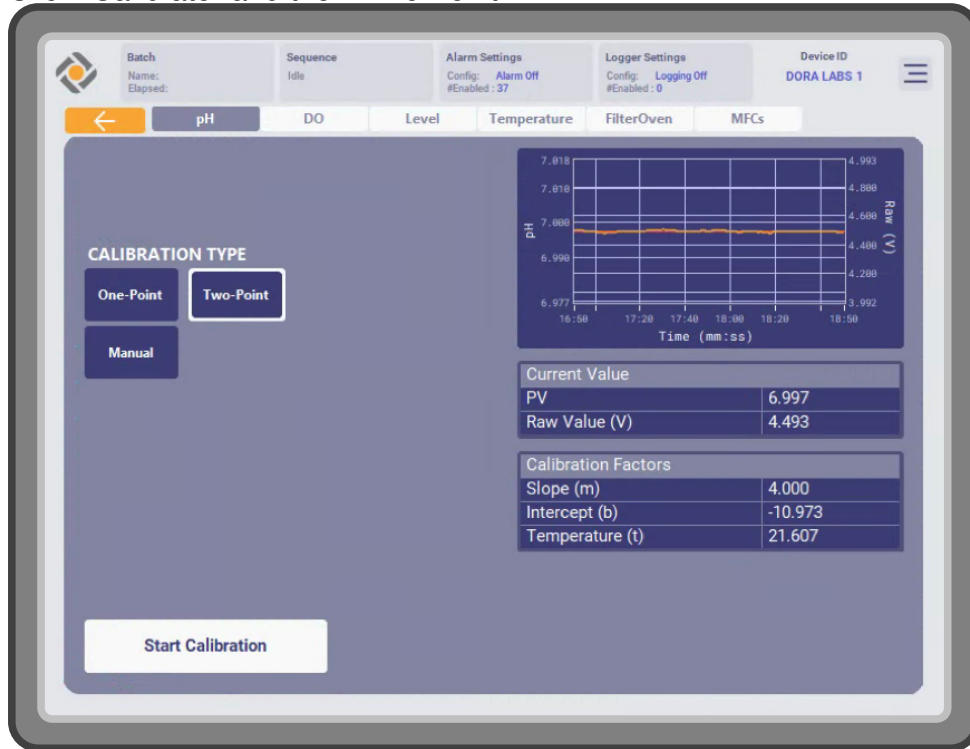 Batch
Name:
Elapsed:
Sequence
Idle
Alarm Settings
Config: Alarm Off
#Enabled : 37
Logger Settings
Config: Logging Off
#Enabled : 0
Device ID
DORA LABS 1
pH
DO
Level
Temperature
FilterOven
MFCs
CALIBRATION TYPE
One-Point
Two-Point
Manual
Start Calibration
7.018
7.010
7.000
6.990
6.977
pH
4.993
4.800
4.600
4.400
4.200
3.992
Raw (V)
16:50 17:20 17:40 18:00 18:20 18:50
Time (mm:ss)
Current Value
PV 6.997
Raw Value (V) 4.493
Calibration Factors
Slope (m) 4.000
Intercept (b) -10.973
Temperature (t) 21.607